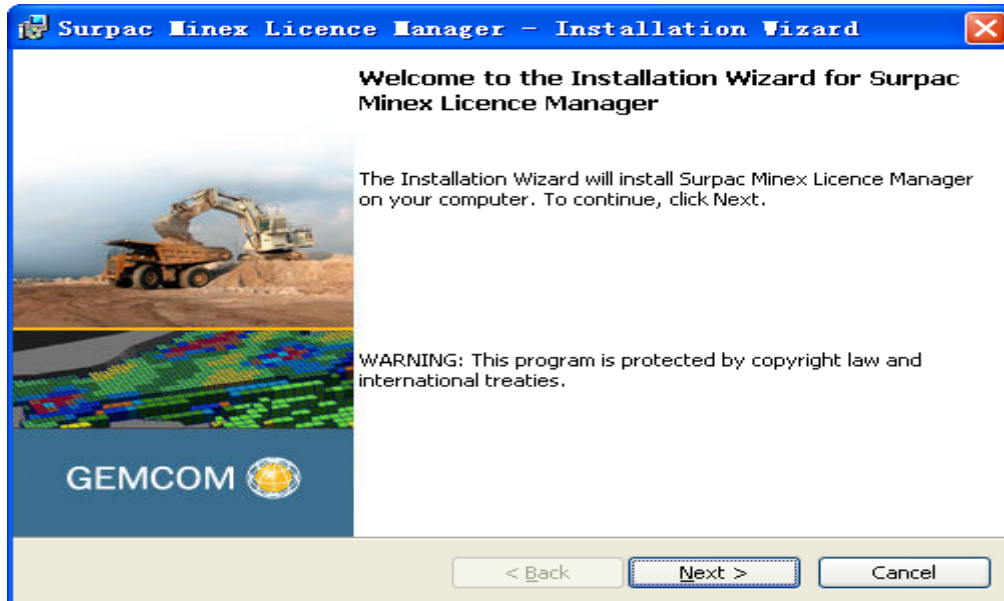 Surpac Minex Licence Manager - Installation Wizard
Welcome to the Installation Wizard for Surpac
Minex Licence Manager
The Installation Wizard will install Surpac Minex Licence Manager
on your computer. To continue, click Next.
WARNING: This program is protected by copyright law and
international treaties.
GEMCOM
< Back Next > Cancel